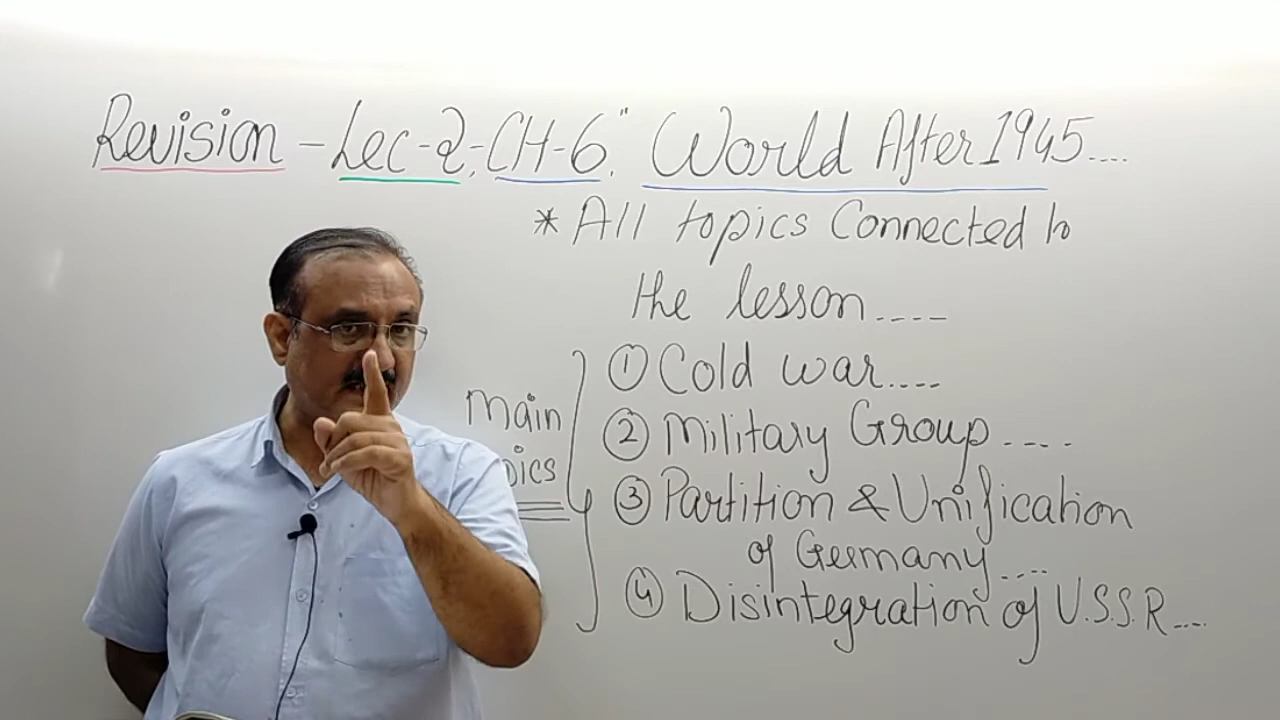 Revision - Lec-2, CH-6, " World After 1945....
* All topics Connected to
the lesson....
Main
① Cold war....
② Military Group....
③ Partition & Unification
of Germany....
④ Disintegration of U.S.S.R....